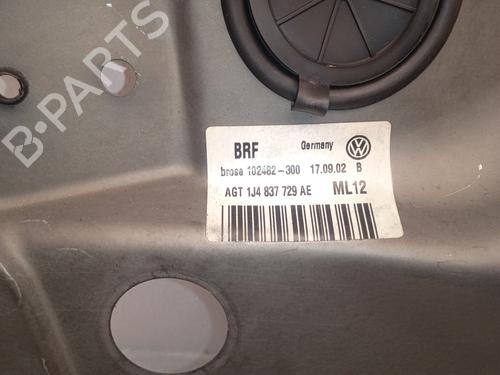 B-PARTS
BRF Germany
brose 102482-300 17.09.02 B
AGT 1J4 837 729 AE ML12